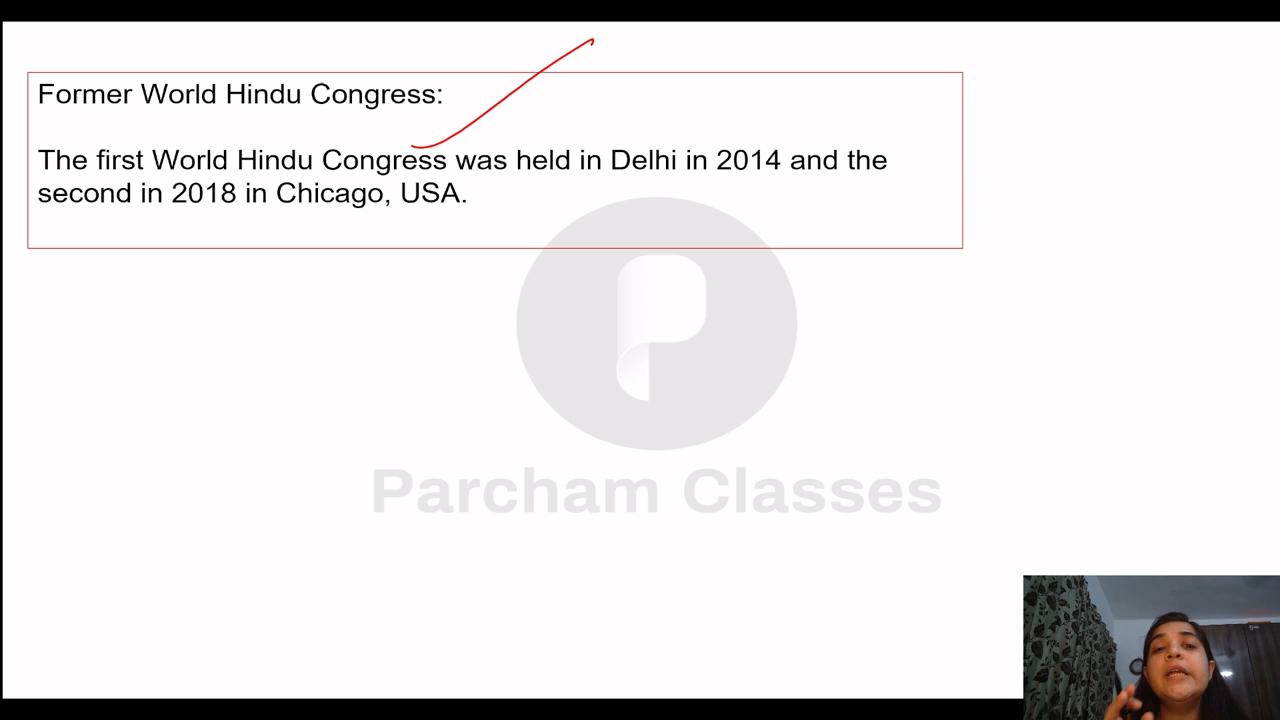 Former World Hindu Congress:
The first World Hindu Congress was held in Delhi in 2014 and the
second in 2018 in Chicago, USA.
Parcham Classes